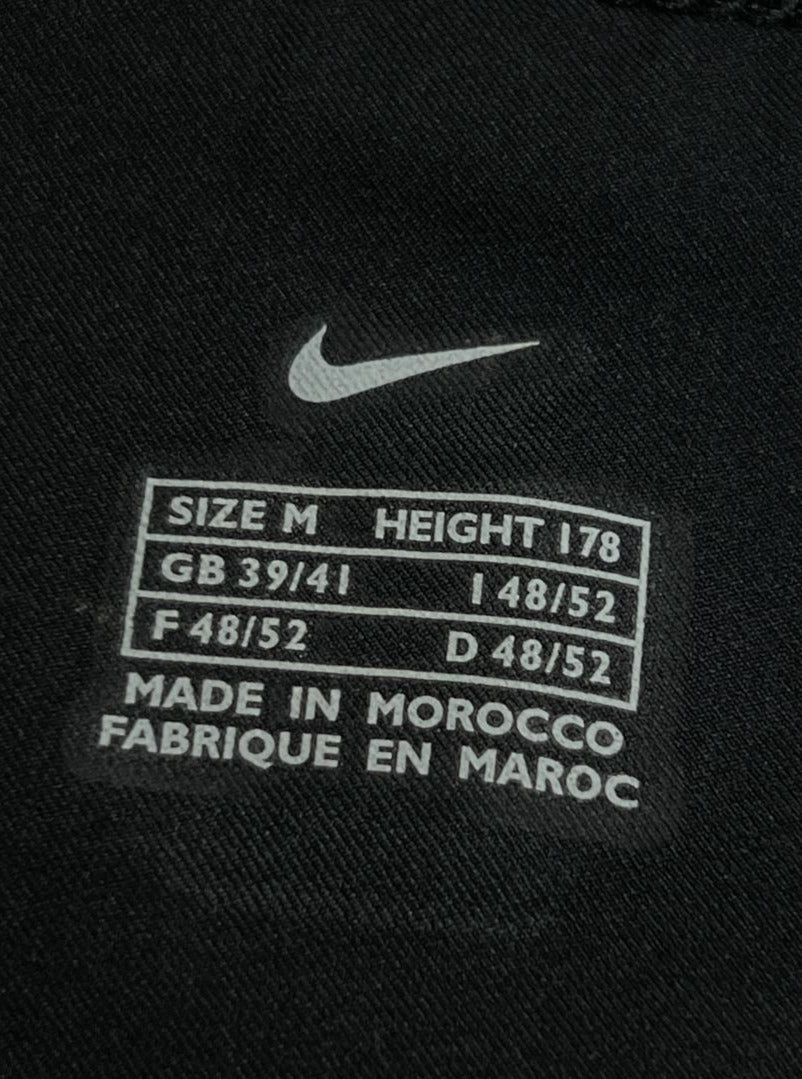 SIZE M HEIGHT 178
GB 39/41 I 48/52
F 48/52 D 48/52
MADE IN MOROCCO
FABRIQUE EN MAROC